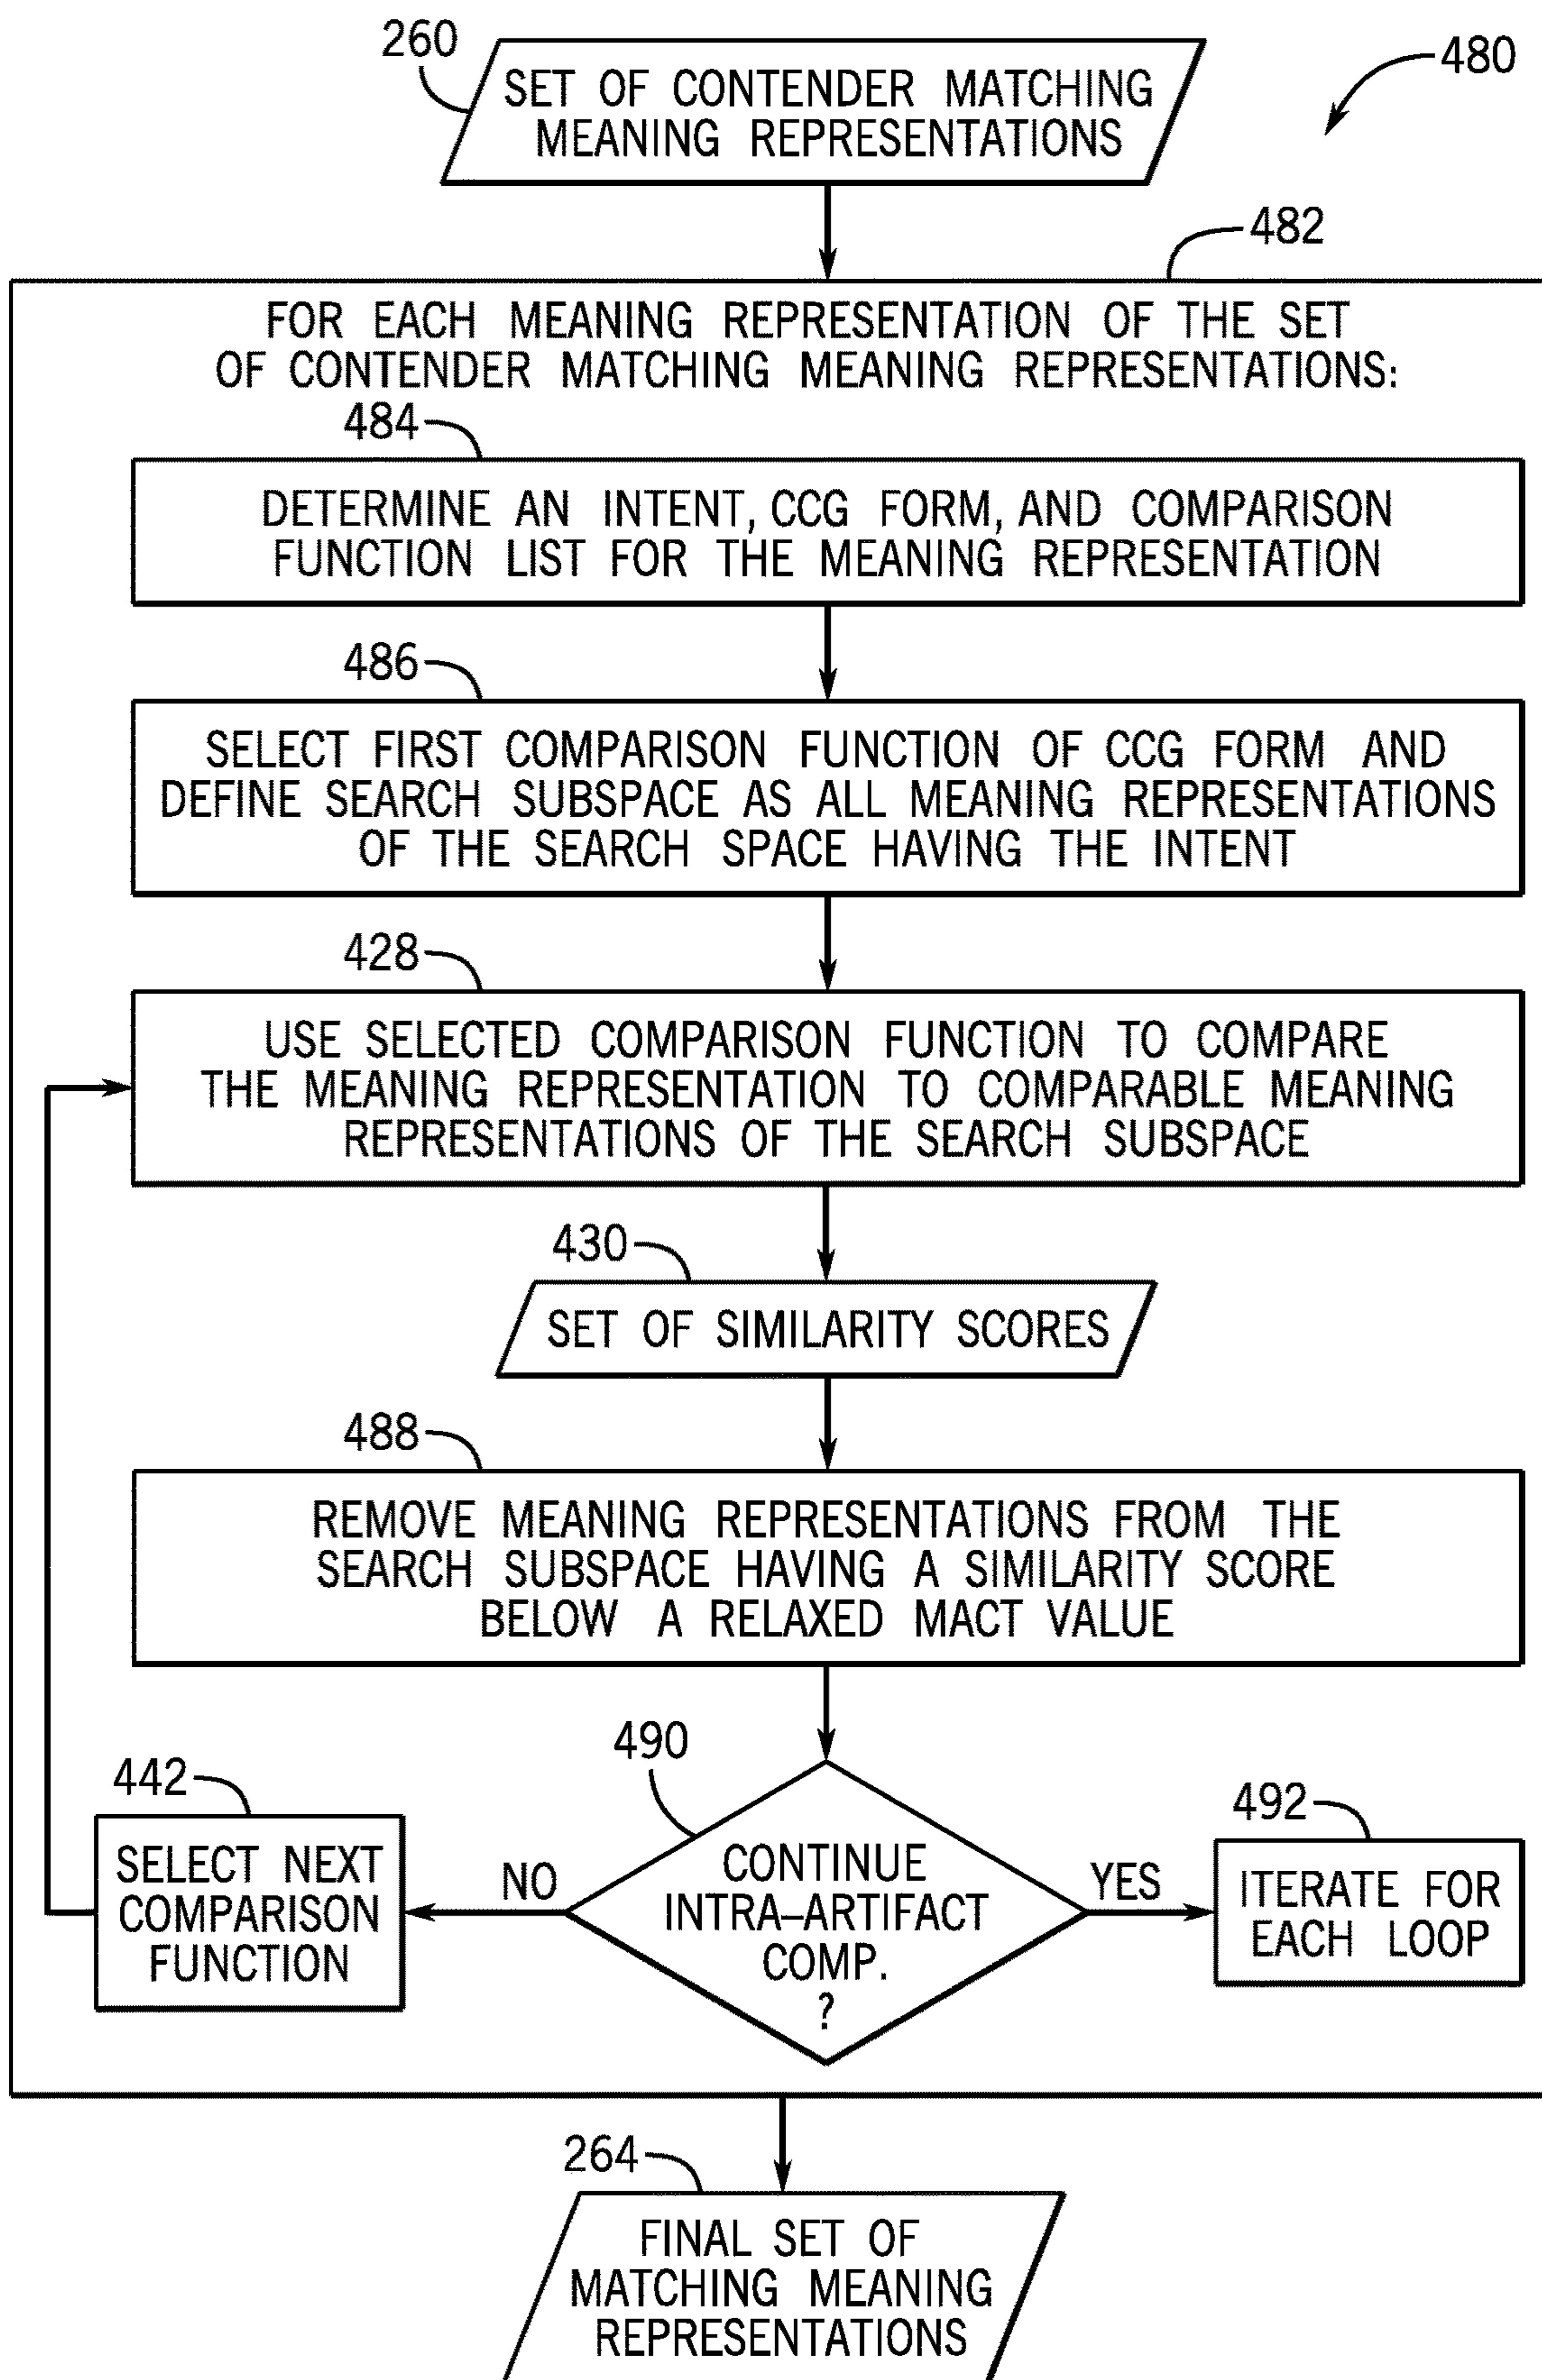 260
SET OF CONTENDER MATCHING
MEANING REPRESENTATIONS
480
482
FOR EACH MEANING REPRESENTATION OF THE SET
OF CONTENDER MATCHING MEANING REPRESENTATIONS:
484
DETERMINE AN INTENT, CCG FORM, AND COMPARISON
FUNCTION LIST FOR THE MEANING REPRESENTATION
486
SELECT FIRST COMPARISON FUNCTION OF CCG FORM AND
DEFINE SEARCH SUBSPACE AS ALL MEANING REPRESENTATIONS
OF THE SEARCH SPACE HAVING THE INTENT
428
USE SELECTED COMPARISON FUNCTION TO COMPARE
THE MEANING REPRESENTATION TO COMPARABLE MEANING
REPRESENTATIONS OF THE SEARCH SUBSPACE
430
SET OF SIMILARITY SCORES
488
REMOVE MEANING REPRESENTATIONS FROM THE
SEARCH SUBSPACE HAVING A SIMILARITY SCORE
BELOW A RELAXED MACT VALUE
490
CONTINUE
INTRA–ARTIFACT
COMP.
?
NO
442
SELECT NEXT
COMPARISON
FUNCTION
YES
492
ITERATE FOR
EACH LOOP
264
FINAL SET OF
MATCHING MEANING
REPRESENTATIONS